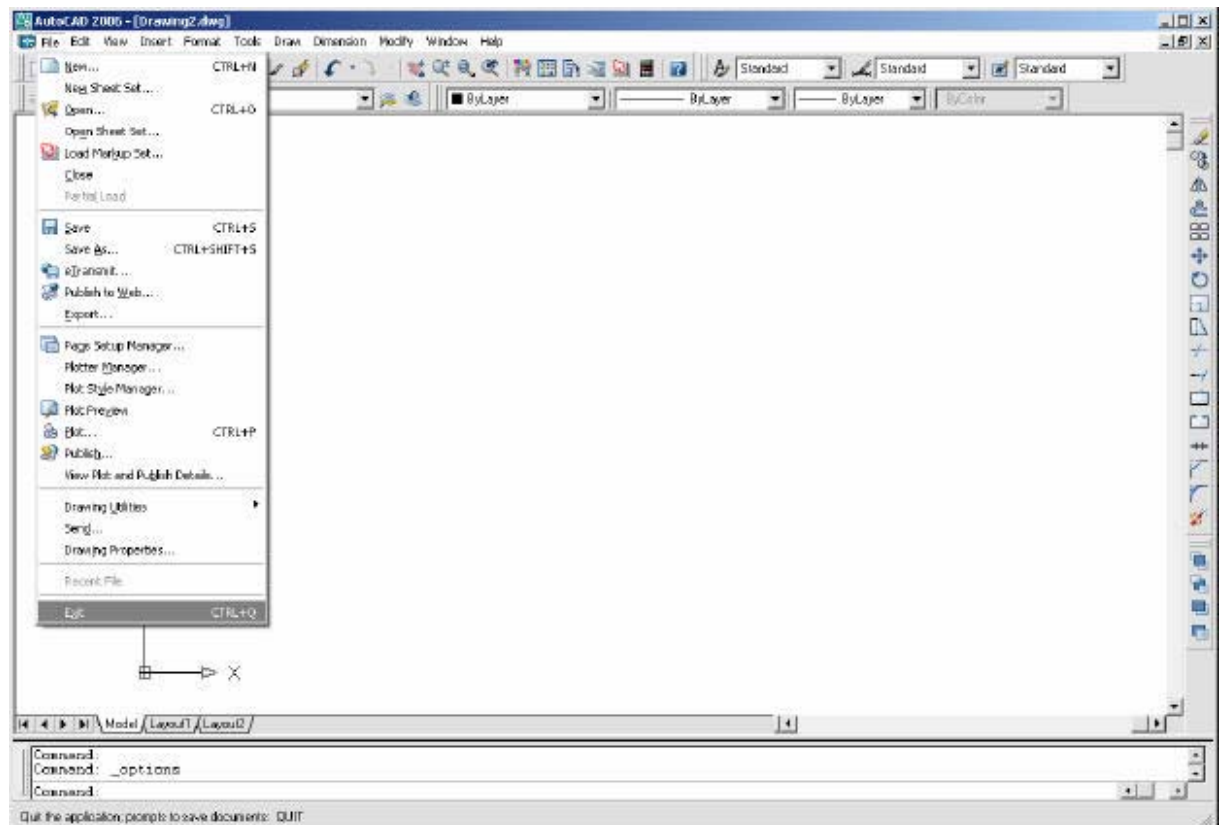 AutoCAD 2006 - [Drawing2.dwg]
File Edit View Insert Format Tools Draw Dimension Modify Window Help
New... CTRL+N
New Sheet Set...
Open... CTRL+O
Open Sheet Set...
Load Markup Set...
Close
Partial Load
Save CTRL+S
Save As... CTRL+SHIFT+S
eTransmit...
Publish to Web...
Export...
Page Setup Manager...
Plotter Manager...
Plot Style Manager...
Plot Preview
Plot... CTRL+P
Publish...
View Plot and Publish Details...
Drawing Utilities
Send...
Drawing Properties...
Recent File
Exit CTRL+Q
Standard Standard Standard
ByLayer ByLayer ByLayer ByColor
X
Model Layout1 Layout2
Command:
Command: _options
Command:
Quit the application; prompts to save documents: QUIT